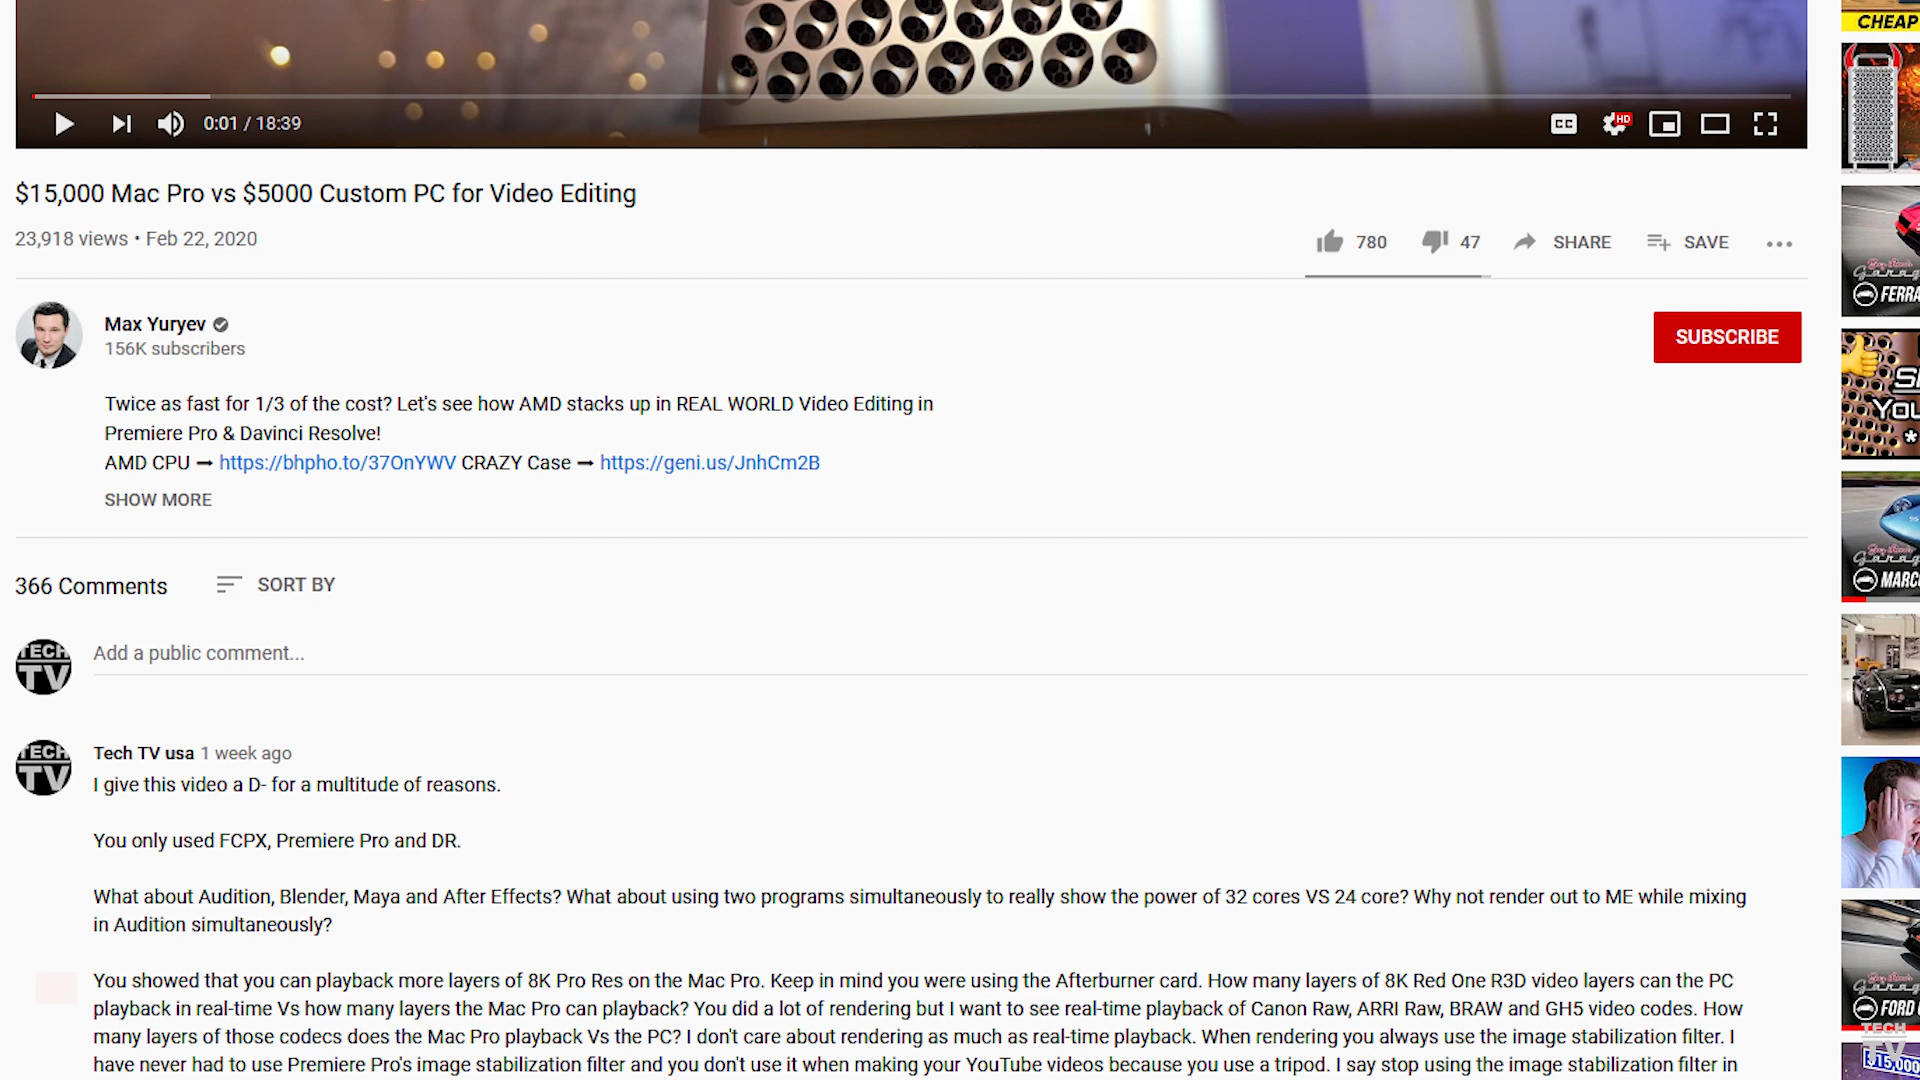 CHEAP
0:01 / 18:39
CC
HD
$15,000 Mac Pro vs $5000 Custom PC for Video Editing
23,918 views • Feb 22, 2020
780
47
SHARE
SAVE
FERRA
Max Yuryev
156K subscribers
SUBSCRIBE
Twice as fast for 1/3 of the cost? Let's see how AMD stacks up in REAL WORLD Video Editing in
Premiere Pro & Davinci Resolve!
AMD CPU ➞ https://bhpho.to/37OnYWV CRAZY Case ➞ https://geni.us/JnhCm2B
SHOW MORE
You
*
MARC
366 Comments
SORT BY
TECH
TV
Add a public comment...
TECH
TV
Tech TV usa 1 week ago
I give this video a D- for a multitude of reasons.
You only used FCPX, Premiere Pro and DR.
What about Audition, Blender, Maya and After Effects? What about using two programs simultaneously to really show the power of 32 cores VS 24 core? Why not render out to ME while mixing
in Audition simultaneously?
You showed that you can playback more layers of 8K Pro Res on the Mac Pro. Keep in mind you were using the Afterburner card. How many layers of 8K Red One R3D video layers can the PC
playback in real-time Vs how many layers the Mac Pro can playback? You did a lot of rendering but I want to see real-time playback of Canon Raw, ARRI Raw, BRAW and GH5 video codes. How
many layers of those codecs does the Mac Pro playback Vs the PC? I don't care about rendering as much as real-time playback. When rendering you always use the image stabilization filter. I
have never had to use Premiere Pro's image stabilization filter and you don't use it when making your YouTube videos because you use a tripod. I say stop using the image stabilization filter in
FORD
TECH
TV
$15,000